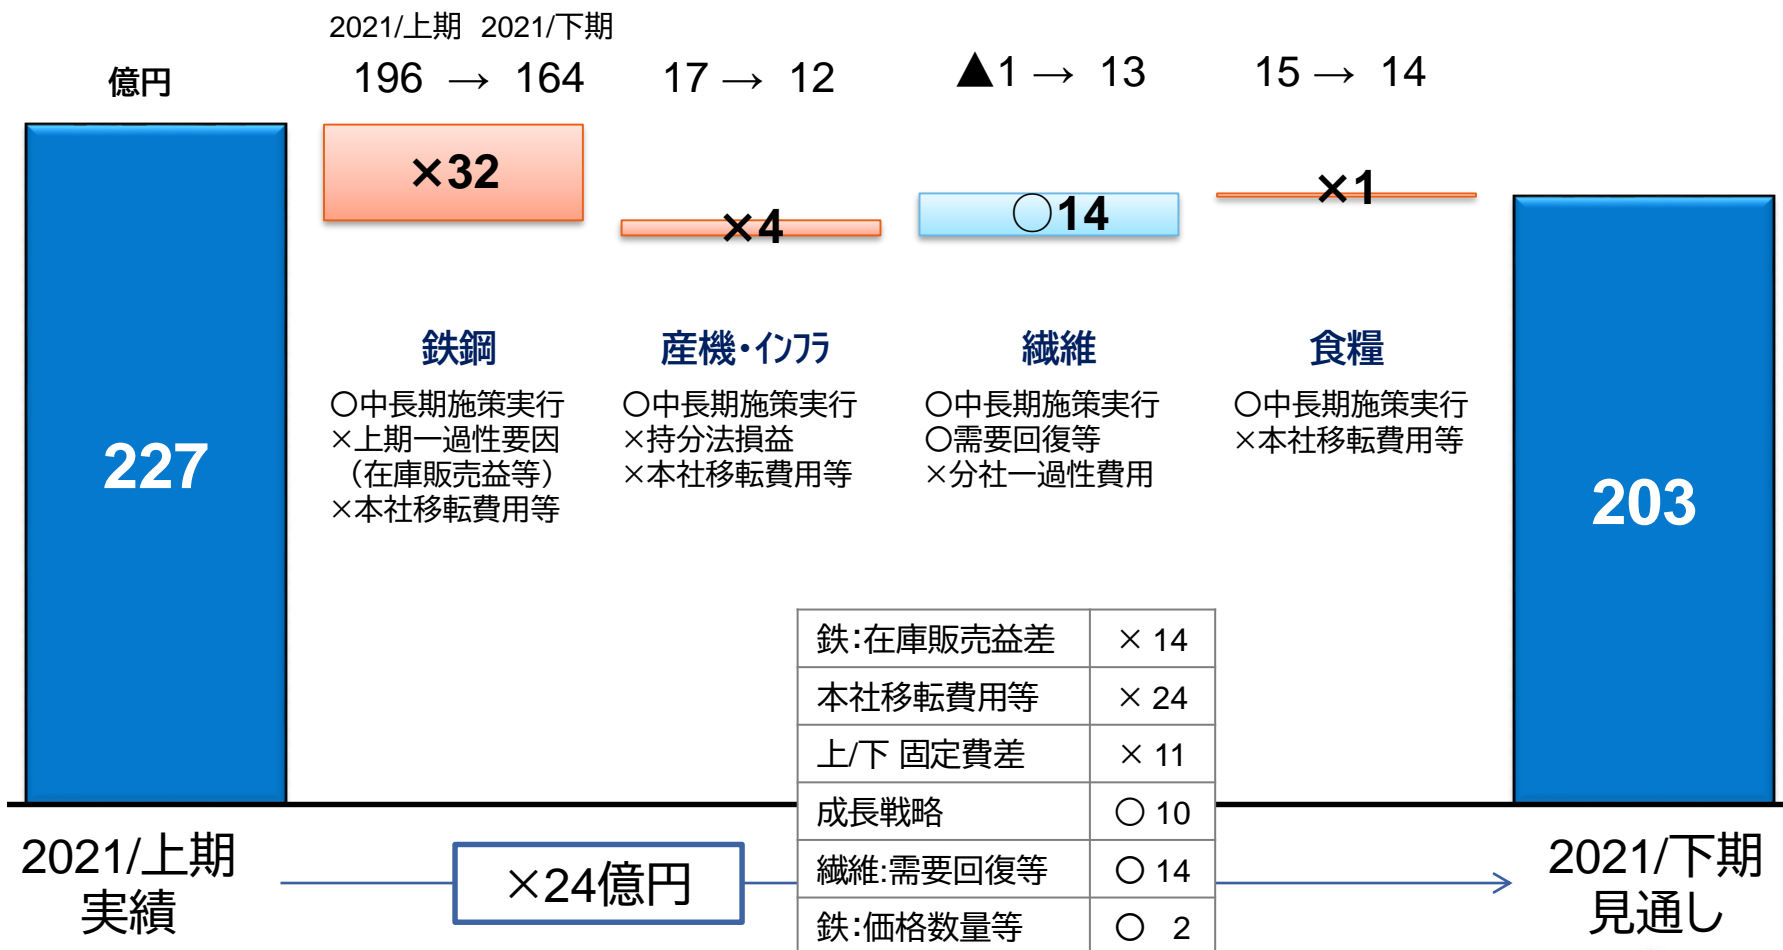 2021/上期 2021/下期
億円
196 → 164
17 → 12
▲1 → 13
15 → 14
×32
×4
○14
×1
227
203
鉄鋼
○中長期施策実行
×上期一過性要因
（在庫販売益等）
×本社移転費用等
産機・ｲﾝﾌﾗ
○中長期施策実行
×持分法損益
×本社移転費用等
繊維
○中長期施策実行
○需要回復等
×分社一過性費用
食糧
○中長期施策実行
×本社移転費用等
鉄：在庫販売益差 × 14
本社移転費用等 × 24
上/下 固定費差 × 11
成長戦略 ○ 10
繊維:需要回復等 ○ 14
鉄：価格数量等 ○ 2
2021/上期
実績
×24億円
2021/下期
見通し